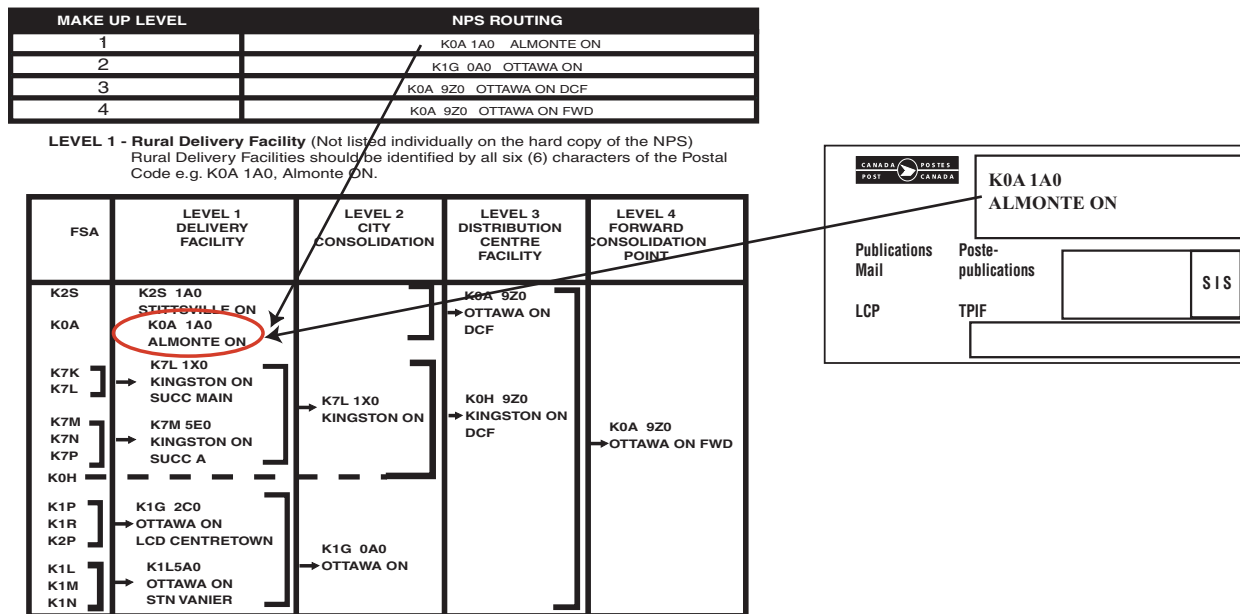 MAKE UP LEVEL NPS ROUTING
1 K0A 1A0 ALMONTE ON
2 K1G 0A0 OTTAWA ON
3 K0A 9Z0 OTTAWA ON DCF
4 K0A 9Z0 OTTAWA ON FWD
LEVEL 1 - Rural Delivery Facility (Not listed individually on the hard copy of the NPS)
Rural Delivery Facilities should be identified by all six (6) characters of the Postal
Code e.g. K0A 1A0, Almonte ON.
FSA
LEVEL 1
DELIVERY
FACILITY
LEVEL 2
CITY
CONSOLIDATION
LEVEL 3
DISTRIBUTION
CENTRE
FACILITY
LEVEL 4
FORWARD
CONSOLIDATION
POINT
K2S
K0A
K7K
K7L
K7M
K7N
K7P
K0H
K1P
K1R
K2P
K1L
K1M
K1N
K2S 1A0
STITTSVILLE ON
K0A 1A0
ALMONTE ON
K7L 1X0
KINGSTON ON
SUCC MAIN
K7M 5E0
KINGSTON ON
SUCC A
K1G 2C0
OTTAWA ON
LCD CENTRETOWN
K1L5A0
OTTAWA ON
STN VANIER
K7L 1X0
KINGSTON ON
K1G 0A0
OTTAWA ON
K0A 9Z0
OTTAWA ON
DCF
K0H 9Z0
KINGSTON ON
DCF
K0A 9Z0
OTTAWA ON FWD
CANADA POSTES
POST CANADA
K0A 1A0
ALMONTE ON
Publications
Mail
Poste-
publications
SIS
LCP TPIF